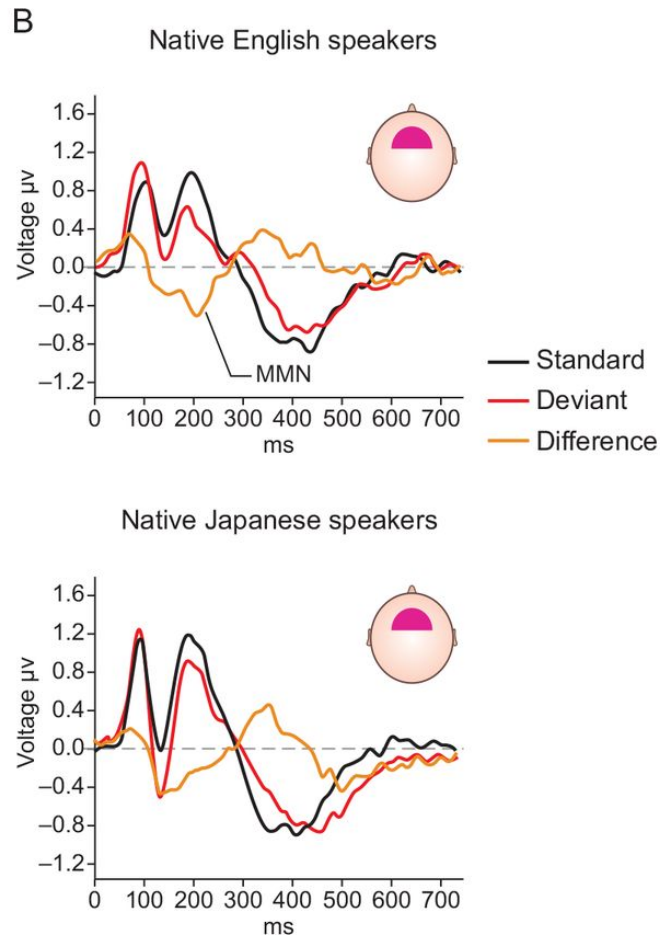 B
Native English speakers
Voltage μv
1.6
1.2
0.8
0.4
0.0
–0.4
–0.8
–1.2
MMN
0 100 200 300 400 500 600 700
ms
Standard
Deviant
Difference
Native Japanese speakers
Voltage μv
1.6
1.2
0.8
0.4
0.0
–0.4
–0.8
–1.2
0 100 200 300 400 500 600 700
ms